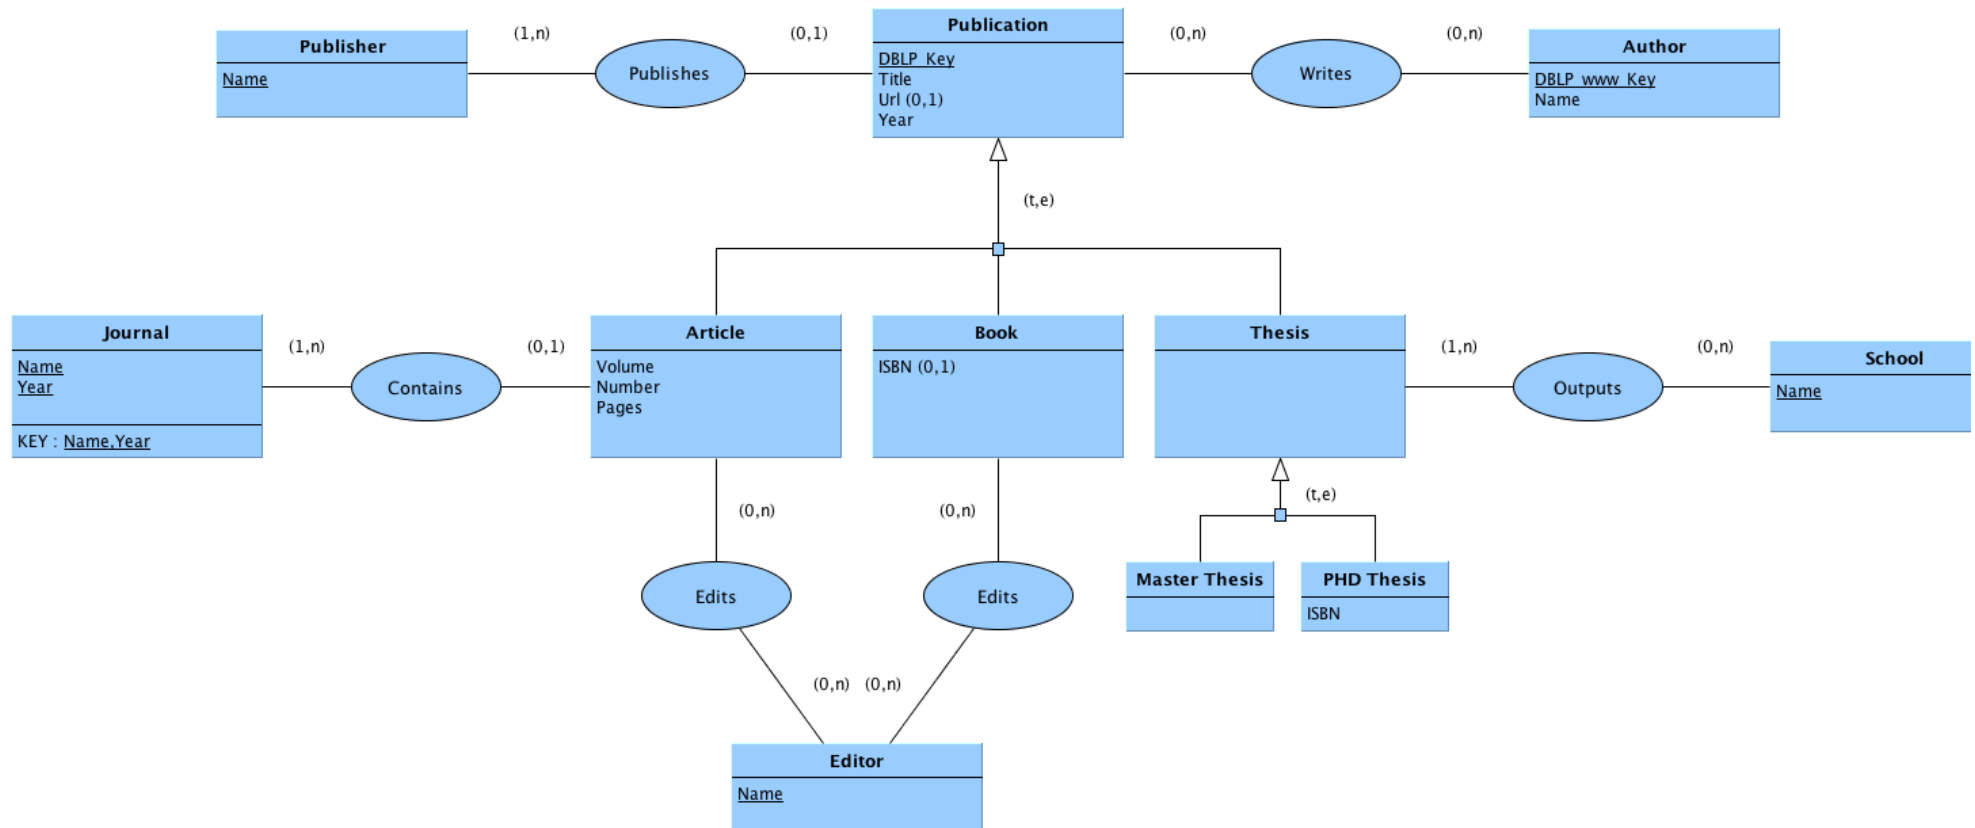 Publisher
Name
(1,n)
Publishes
(0,1)
Publication
DBLP_Key
Title
Url (0,1)
Year
(0,n)
Writes
(0,n)
Author
DBLP_www_Key
Name
(t,e)
Journal
Name
Year
KEY : Name,Year
(1,n)
Contains
(0,1)
Article
Volume
Number
Pages
Book
ISBN (0,1)
Thesis
(1,n)
Outputs
(0,n)
School
Name
(0,n)
(0,n)
(t,e)
Edits
Edits
Master Thesis
PHD Thesis
ISBN
(0,n)
(0,n)
Editor
Name